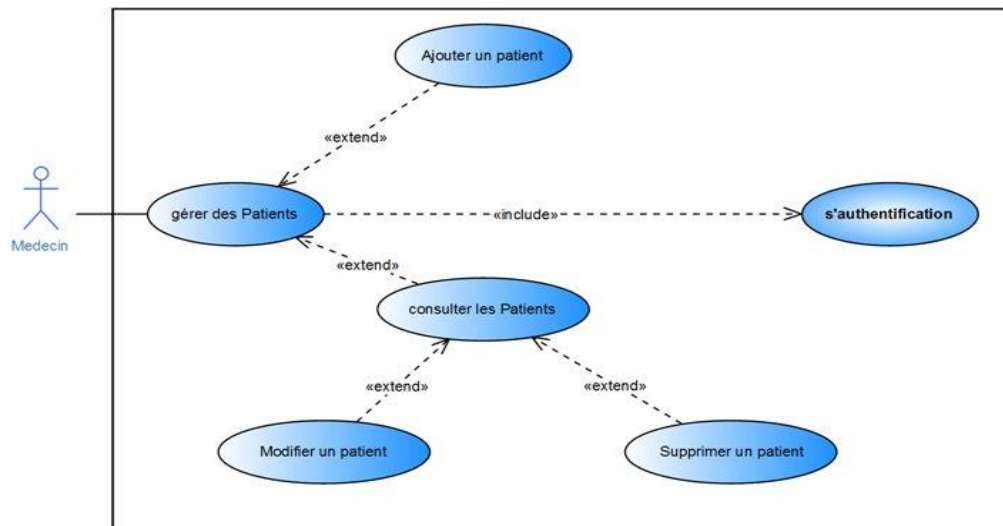 Ajouter un patient
«extend»
Medecin
gérer des Patients
«include»
s'authentification
«extend»
consulter les Patients
«extend»
«extend»
Modifier un patient
Supprimer un patient